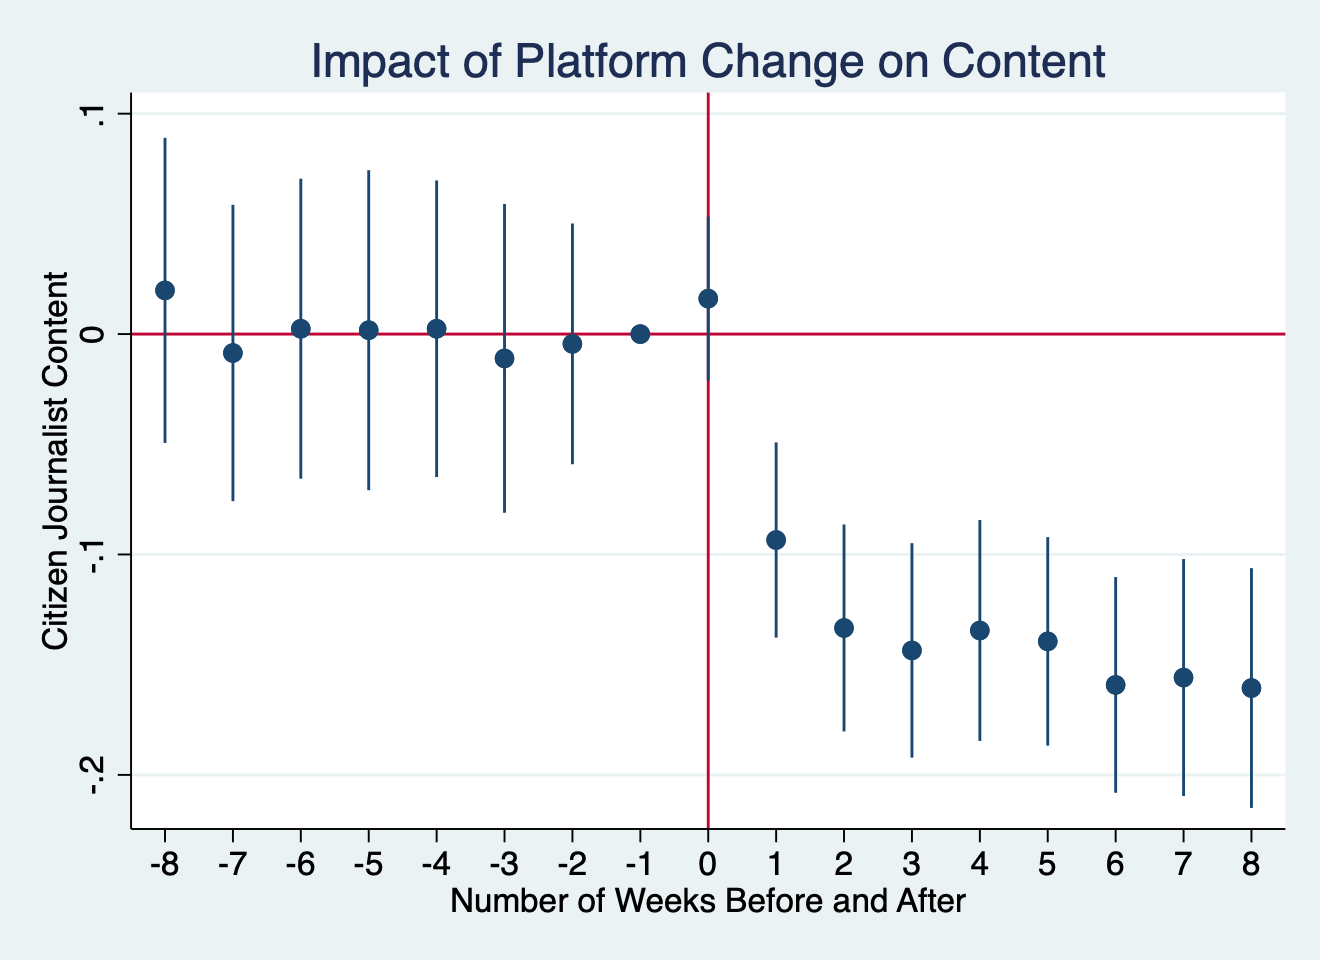 Impact of Platform Change on Content
Citizen Journalist Content
.1
0
-.1
-.2
-8 -7 -6 -5 -4 -3 -2 -1 0 1 2 3 4 5 6 7 8
Number of Weeks Before and After